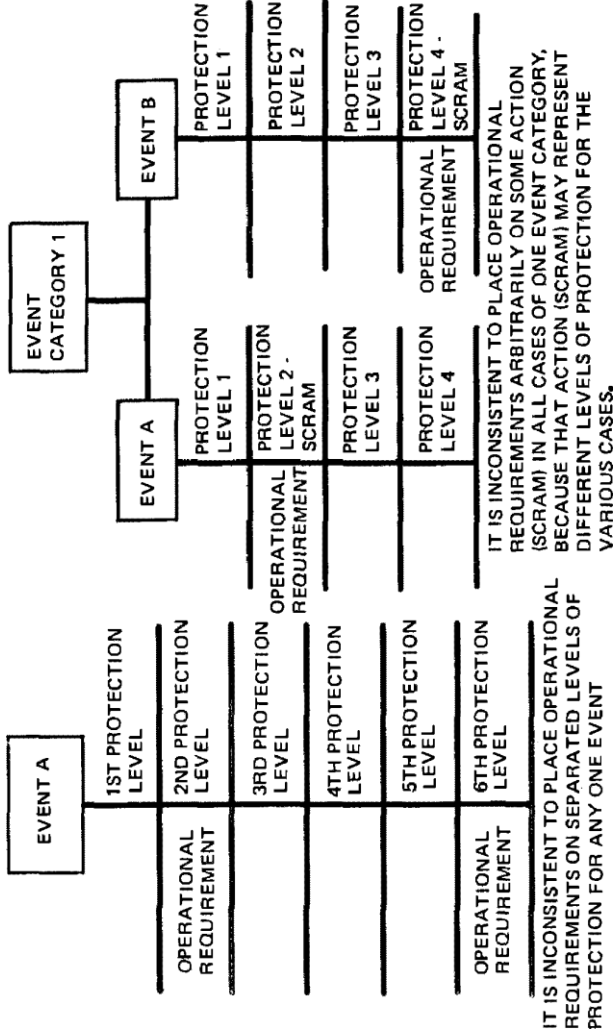 EVENT A
1ST PROTECTION
LEVEL
2ND PROTECTION
LEVEL
OPERATIONAL
REQUIREMENT
3RD PROTECTION
LEVEL
4TH PROTECTION
LEVEL
5TH PROTECTION
LEVEL
6TH PROTECTION
LEVEL
OPERATIONAL
REQUIREMENT
IT IS INCONSISTENT TO PLACE OPERATIONAL
REQUIREMENTS ON SEPARATED LEVELS OF
PROTECTION FOR ANY ONE EVENT
EVENT
CATEGORY 1
EVENT A
PROTECTION
LEVEL 1
PROTECTION
LEVEL 2 -
SCRAM
OPERATIONAL
REQUIREMENT
PROTECTION
LEVEL 3
PROTECTION
LEVEL 4
EVENT B
PROTECTION
LEVEL 1
PROTECTION
LEVEL 2
PROTECTION
LEVEL 3
PROTECTION
LEVEL 4 -
SCRAM
OPERATIONAL
REQUIREMENT
IT IS INCONSISTENT TO PLACE OPERATIONAL
REQUIREMENTS ARBITRARILY ON SOME ACTION
(SCRAM) IN ALL CASES OF ONE EVENT CATEGORY,
BECAUSE THAT ACTION (SCRAM) MAY REPRESENT
DIFFERENT LEVELS OF PROTECTION FOR THE
VARIOUS CASES.